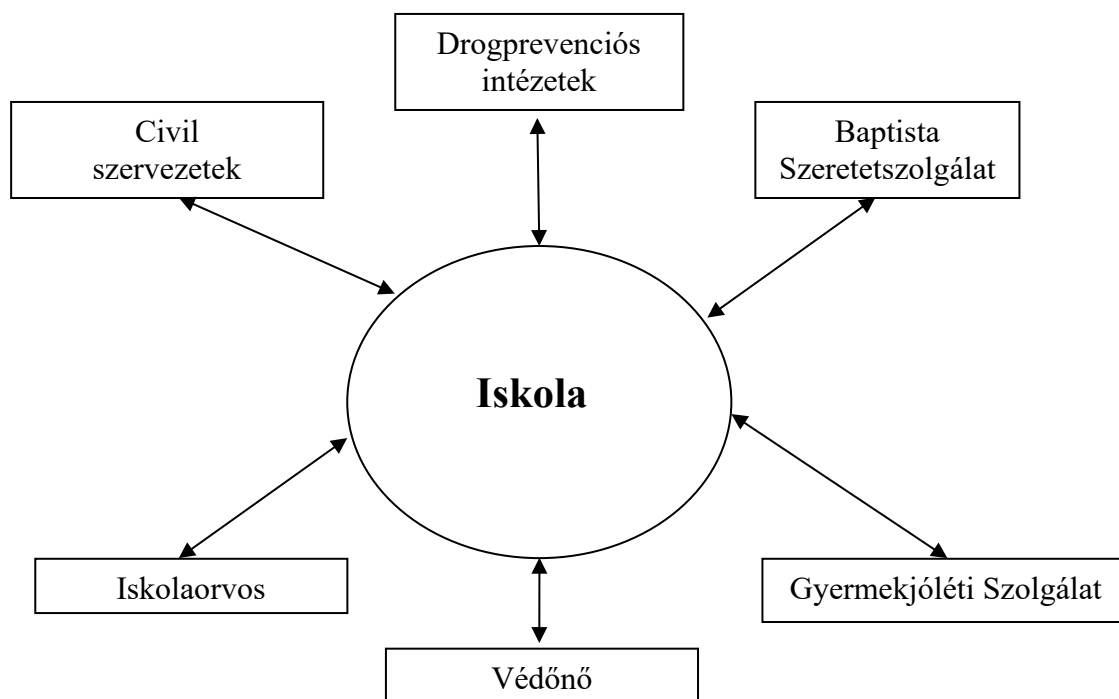 Drogprevenciós
intézetek
Civil
szervezetek
Baptista
Szeretetszolgálat
Iskola
Iskolaorvos
Gyermekjóléti Szolgálat
Védőnő